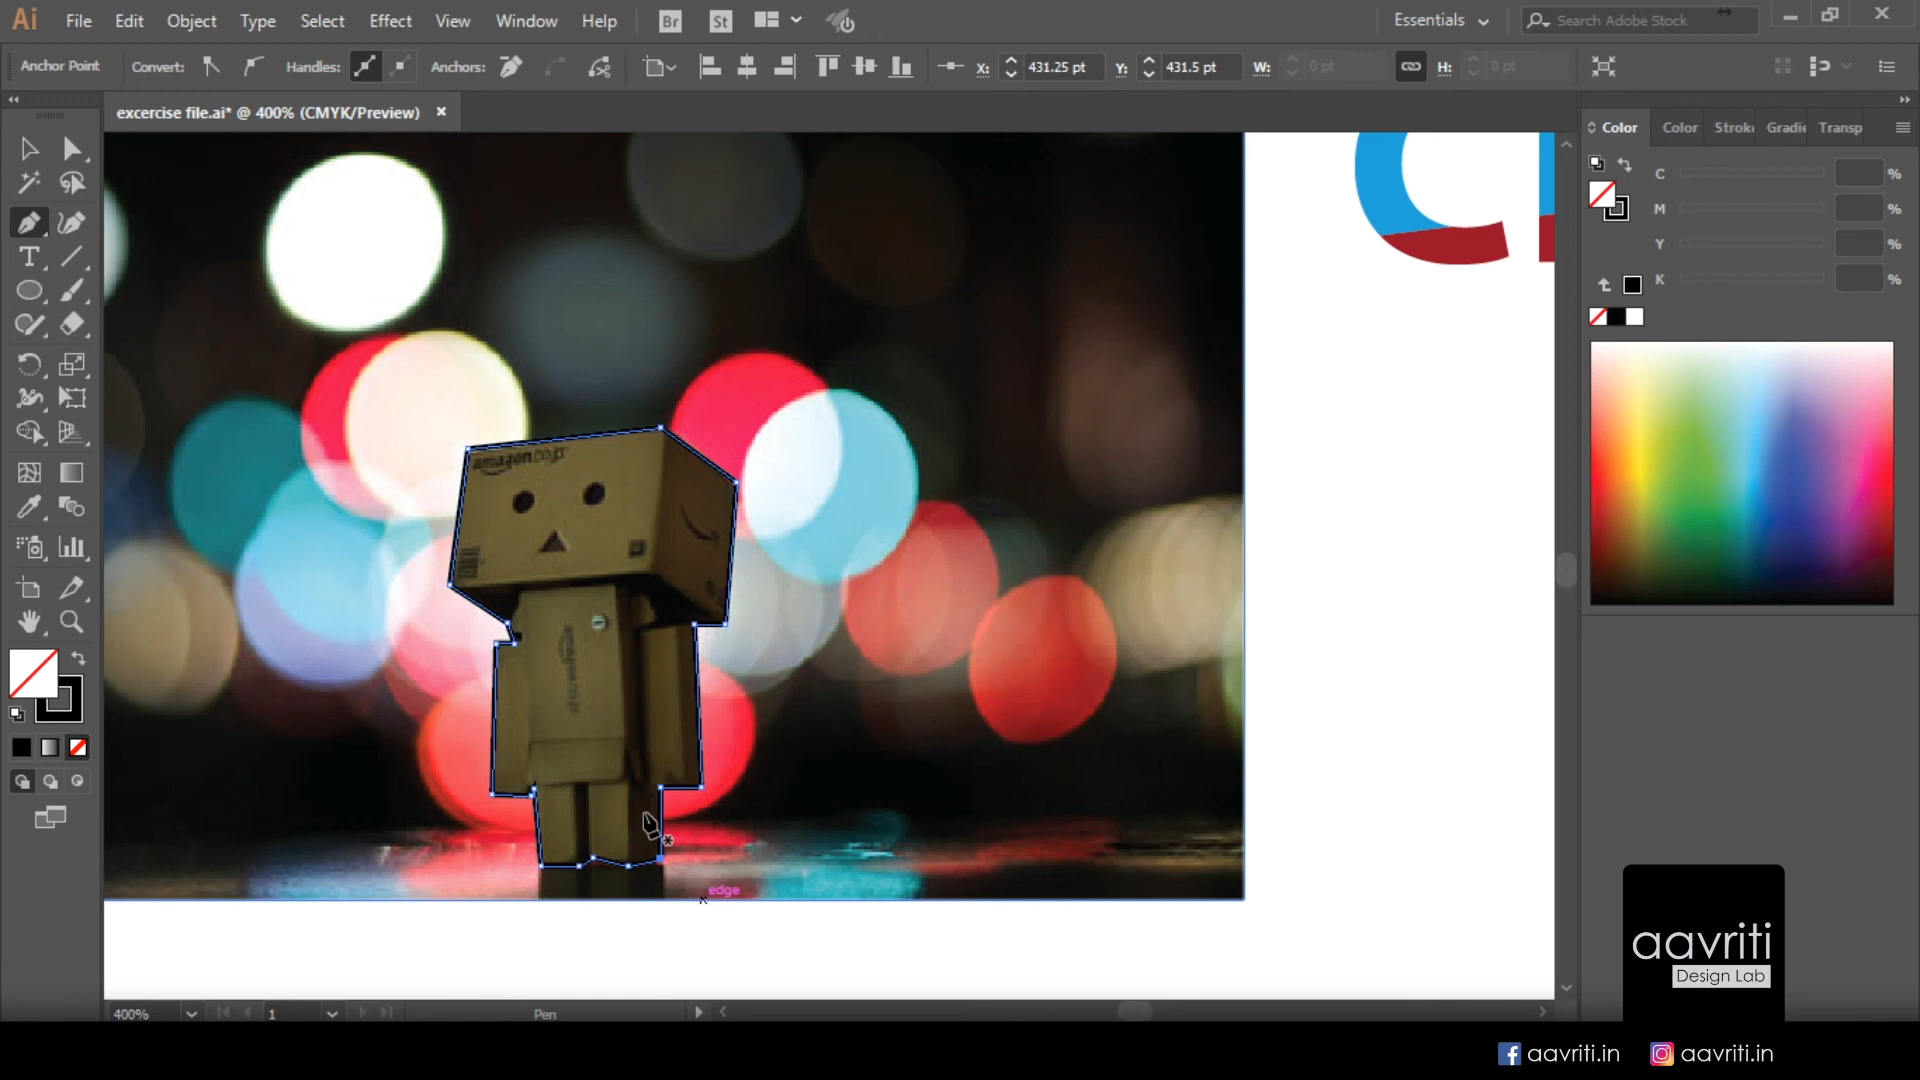 Ai File Edit Object Type Select Effect View Window Help Br St Essentials Search Adobe Stock
Anchor Point Convert: Handles: Anchors: X: 431.25 pt Y: 431.5 pt W: 0 pt H: 0 pt
excercise file.ai* @ 400% (CMYK/Preview)
Color Color Stroke Gradie Transp
C %
M %
Y %
K %
amazon.co.jp
edge
400% 1 Pen
aavriti
Design Lab
aavriti.in aavriti.in